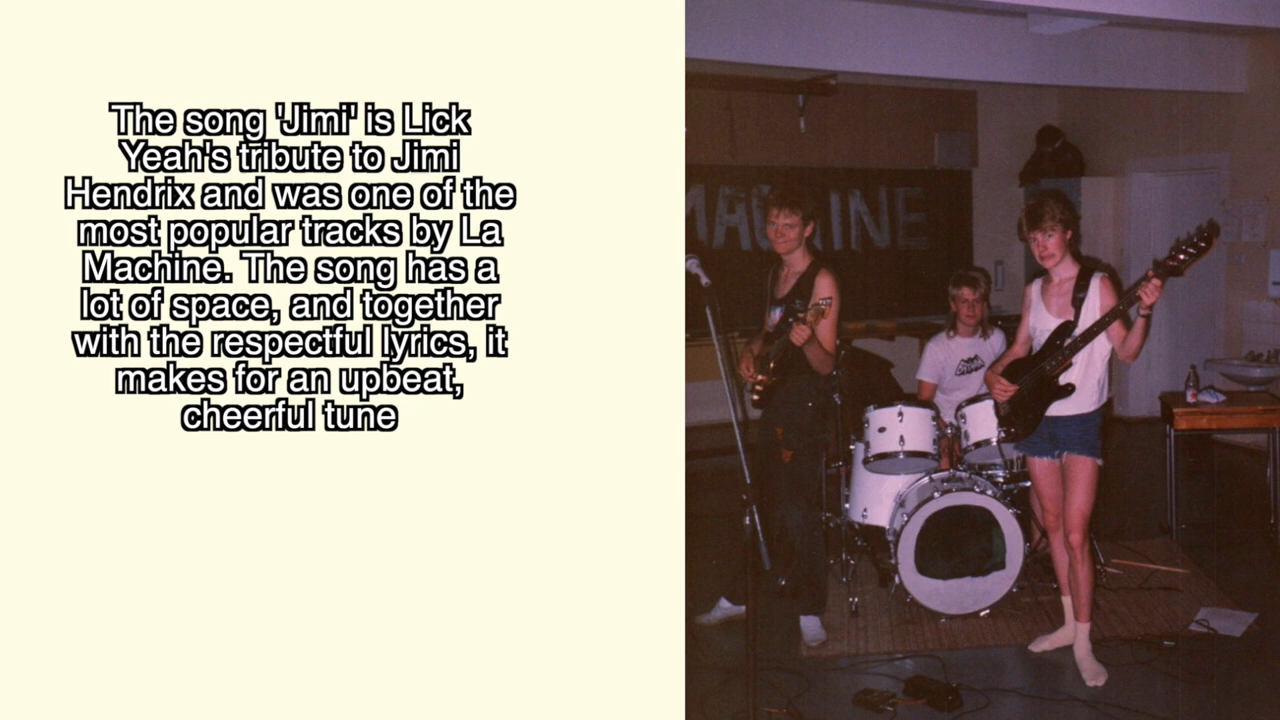 The song 'Jimi' is Lick
Yeah's tribute to Jimi
Hendrix and was one of the
most popular tracks by La
Machine. The song has a
lot of space, and together
with the respectful lyrics, it
makes for an upbeat,
cheerful tune
MACHINE